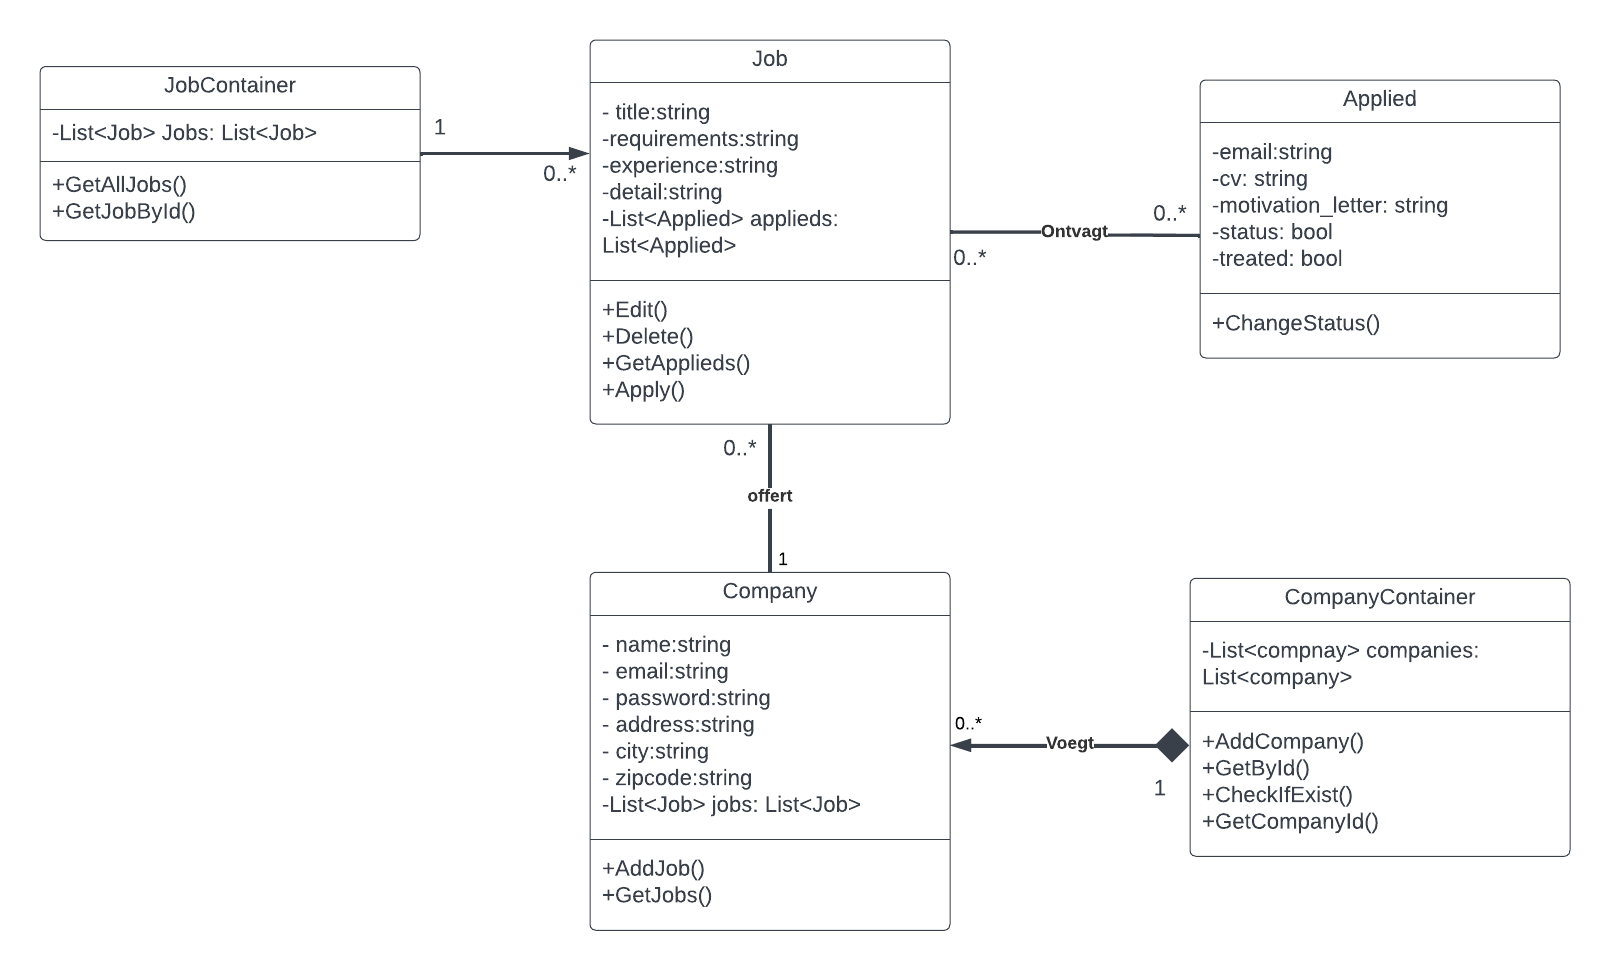 JobContainer
-List<Job> Jobs: List<Job>
+GetAllJobs()
+GetJobById()
1
0..*
Job
- title:string
-requirements:string
-experience:string
-detail:string
-List<Applied> applieds:
List<Applied>
+Edit()
+Delete()
+GetApplieds()
+Apply()
0..*
Ontvagt
0..*
Applied
-email:string
-cv: string
-motivation_letter: string
-status: bool
-treated: bool
+ChangeStatus()
0..*
offert
1
Company
- name:string
- email:string
- password:string
- address:string
- city:string
- zipcode:string
-List<Job> jobs: List<Job>
+AddJob()
+GetJobs()
0..*
Voegt
1
CompanyContainer
-List<compnay> companies:
List<company>
+AddCompany()
+GetById()
+CheckIfExist()
+GetCompanyId()